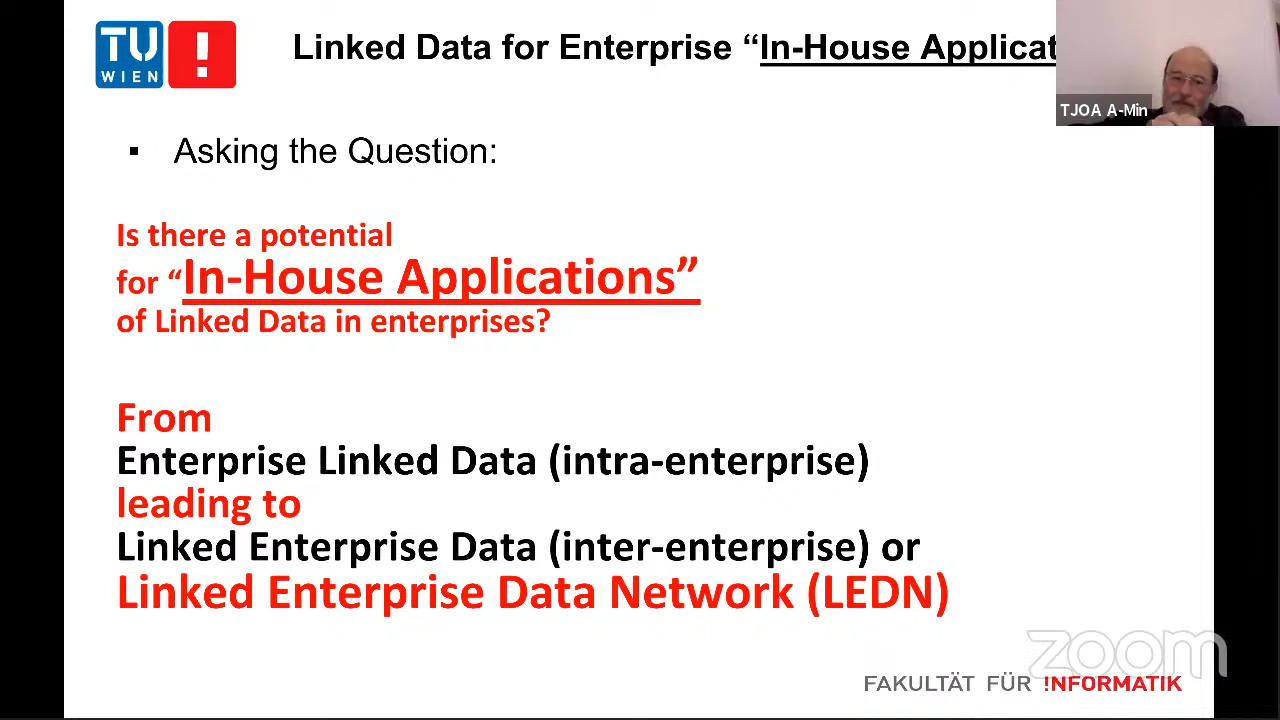 TU
WIEN
Linked Data for Enterprise “In-House Applicat
TJOA A-Min
▪ Asking the Question:
Is there a potential
for “In-House Applications”
of Linked Data in enterprises?
From
Enterprise Linked Data (intra-enterprise)
leading to
Linked Enterprise Data (inter-enterprise) or
Linked Enterprise Data Network (LEDN)
zoom
FAKULTÄT FÜR !NFORMATIK